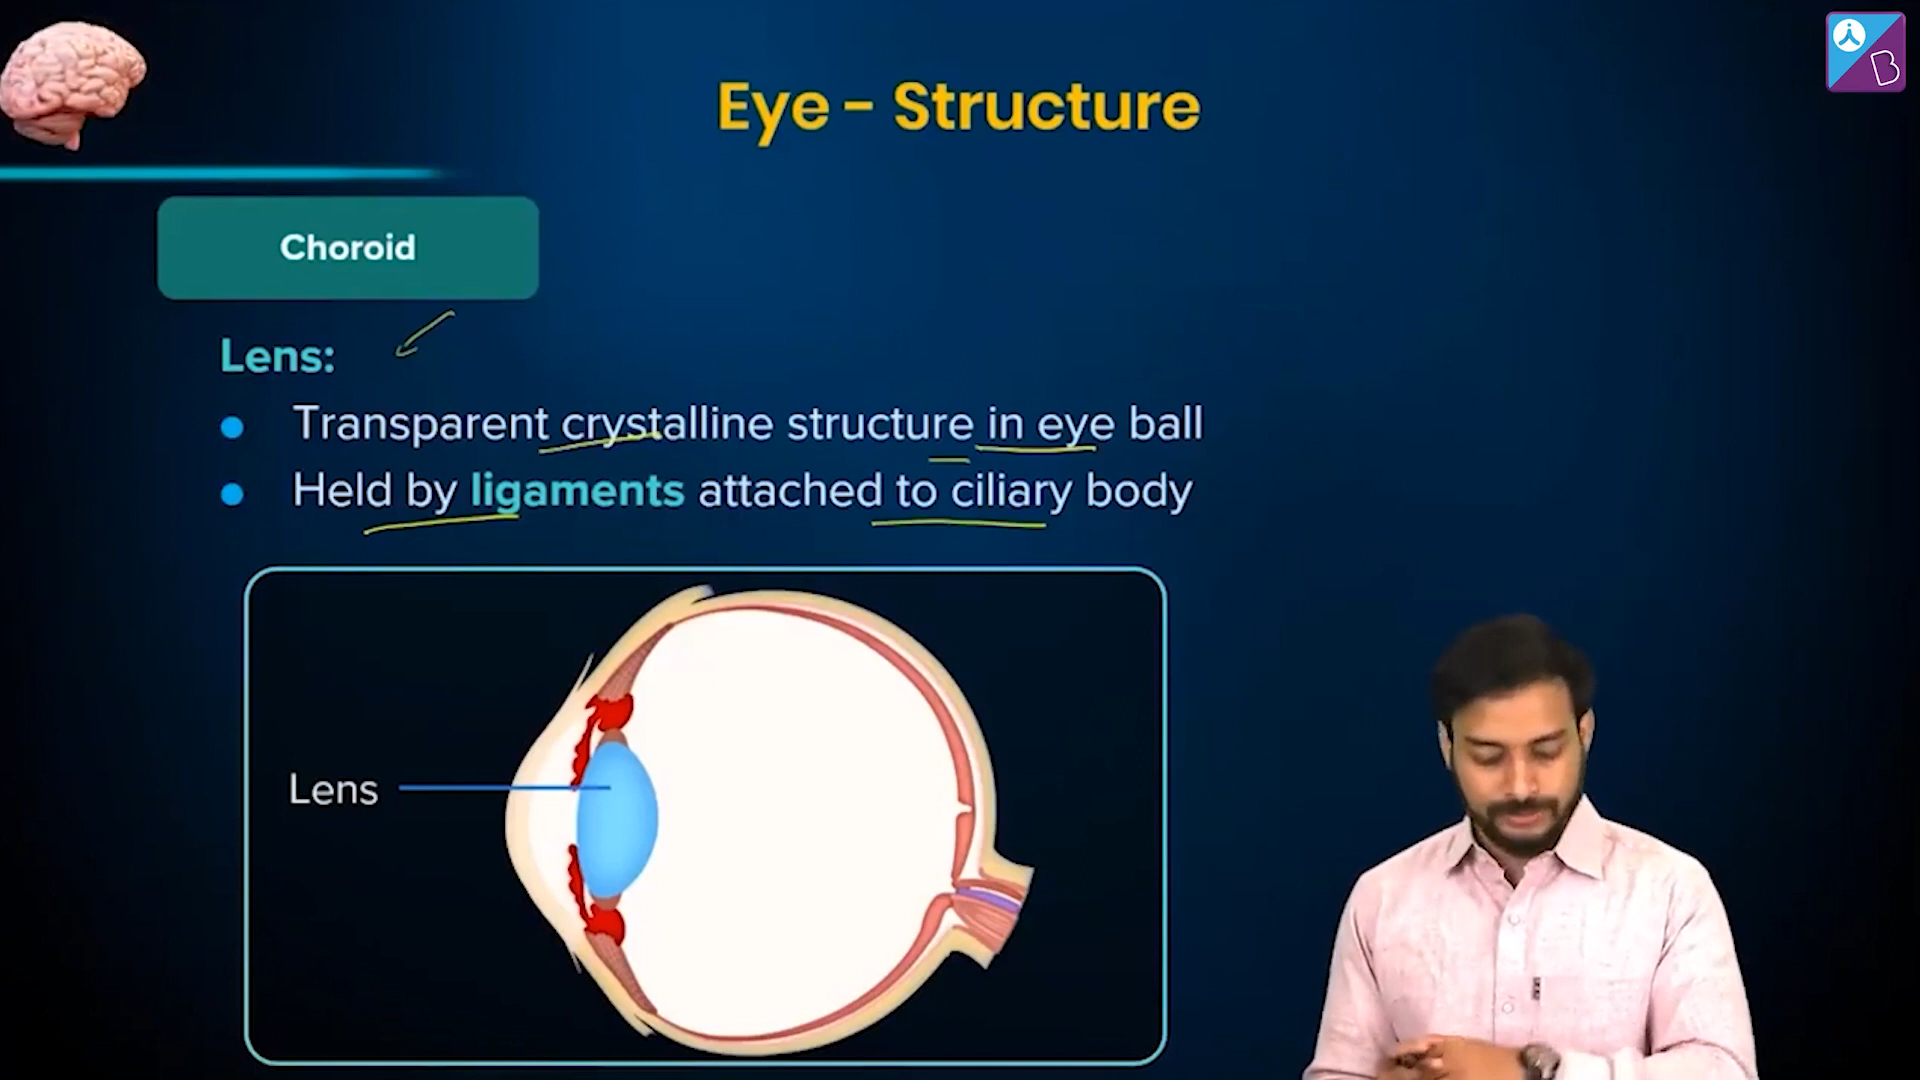 Eye - Structure
Choroid
Lens:
Transparent crystalline structure in eye ball
Held by ligaments attached to ciliary body
Lens
B